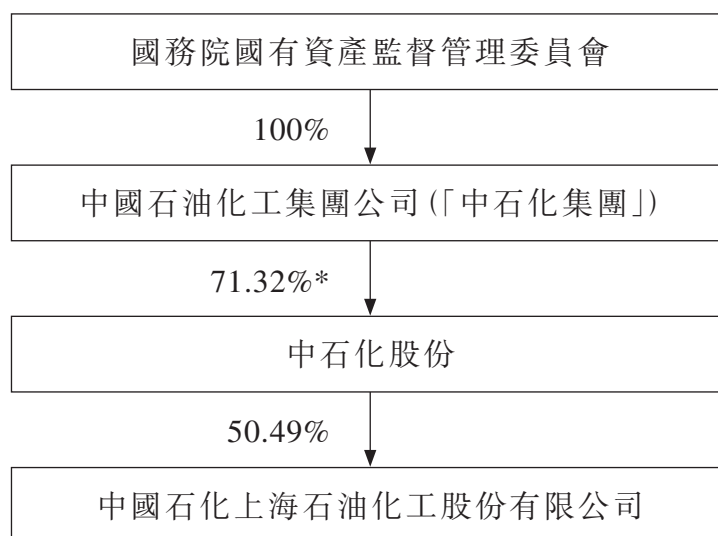 國務院國有資產監督管理委員會
100%
中國石油化工集團公司(「中石化集團」)
71.32%*
中石化股份
50.49%
中國石化上海石油化工股份有限公司